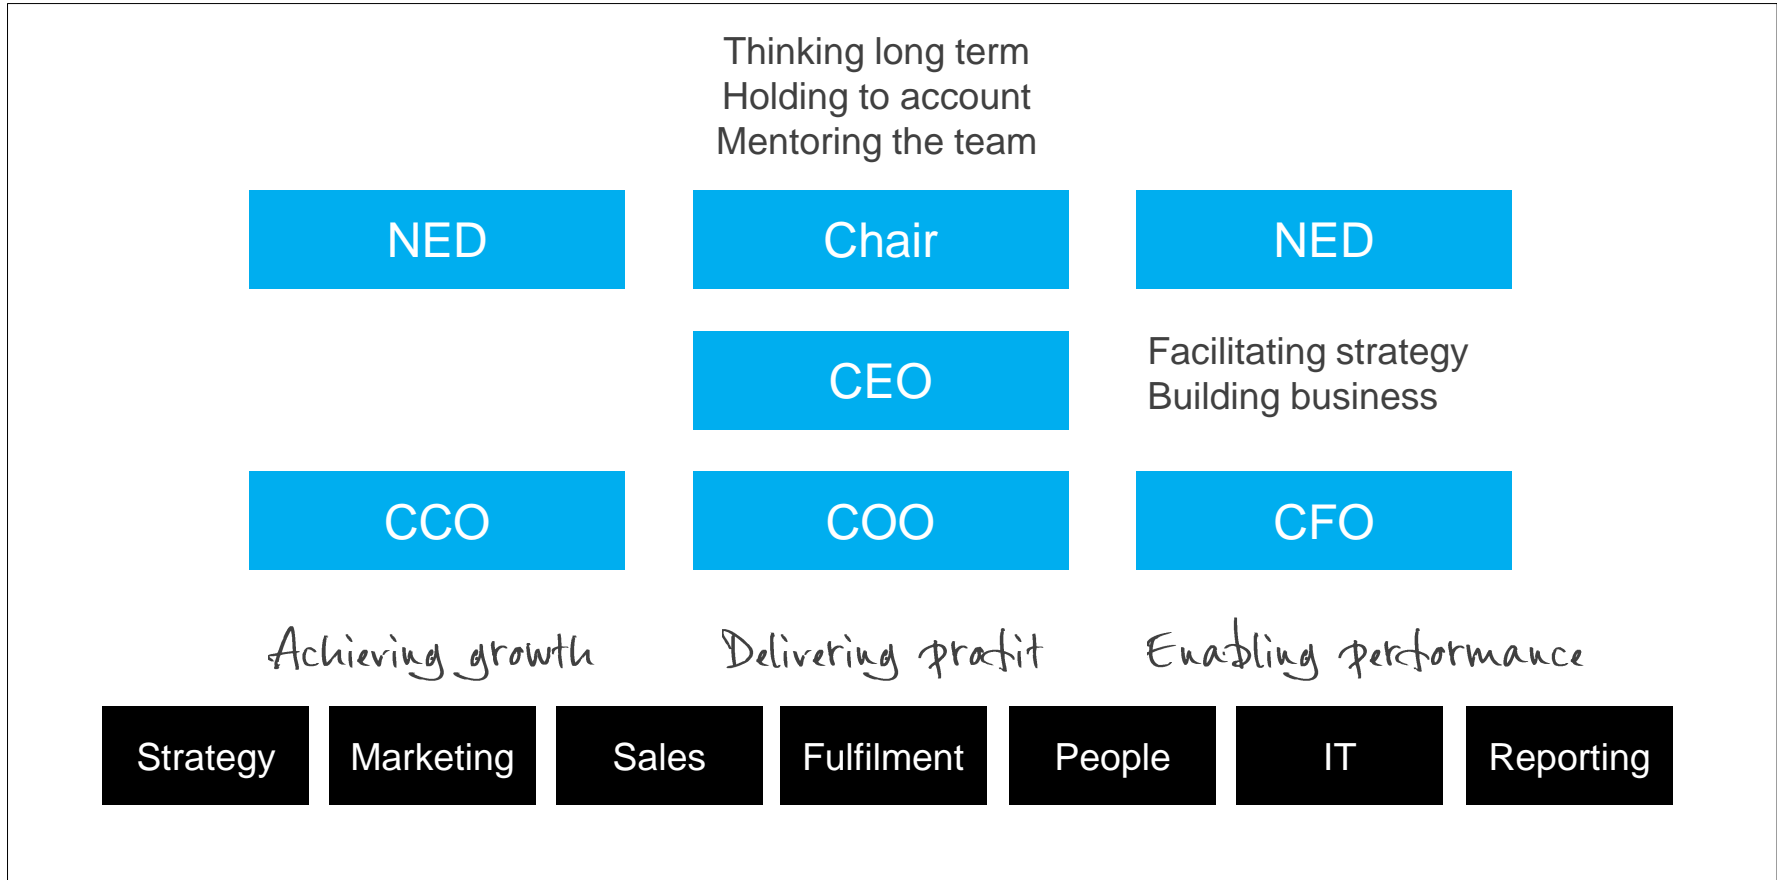 Thinking long term
Holding to account
Mentoring the team
NED
Chair
NED
CEO
Facilitating strategy
Building business
CCO
COO
CFO
Achieving growth
Delivering profit
Enabling performance
Strategy
Marketing
Sales
Fulfilment
People
IT
Reporting